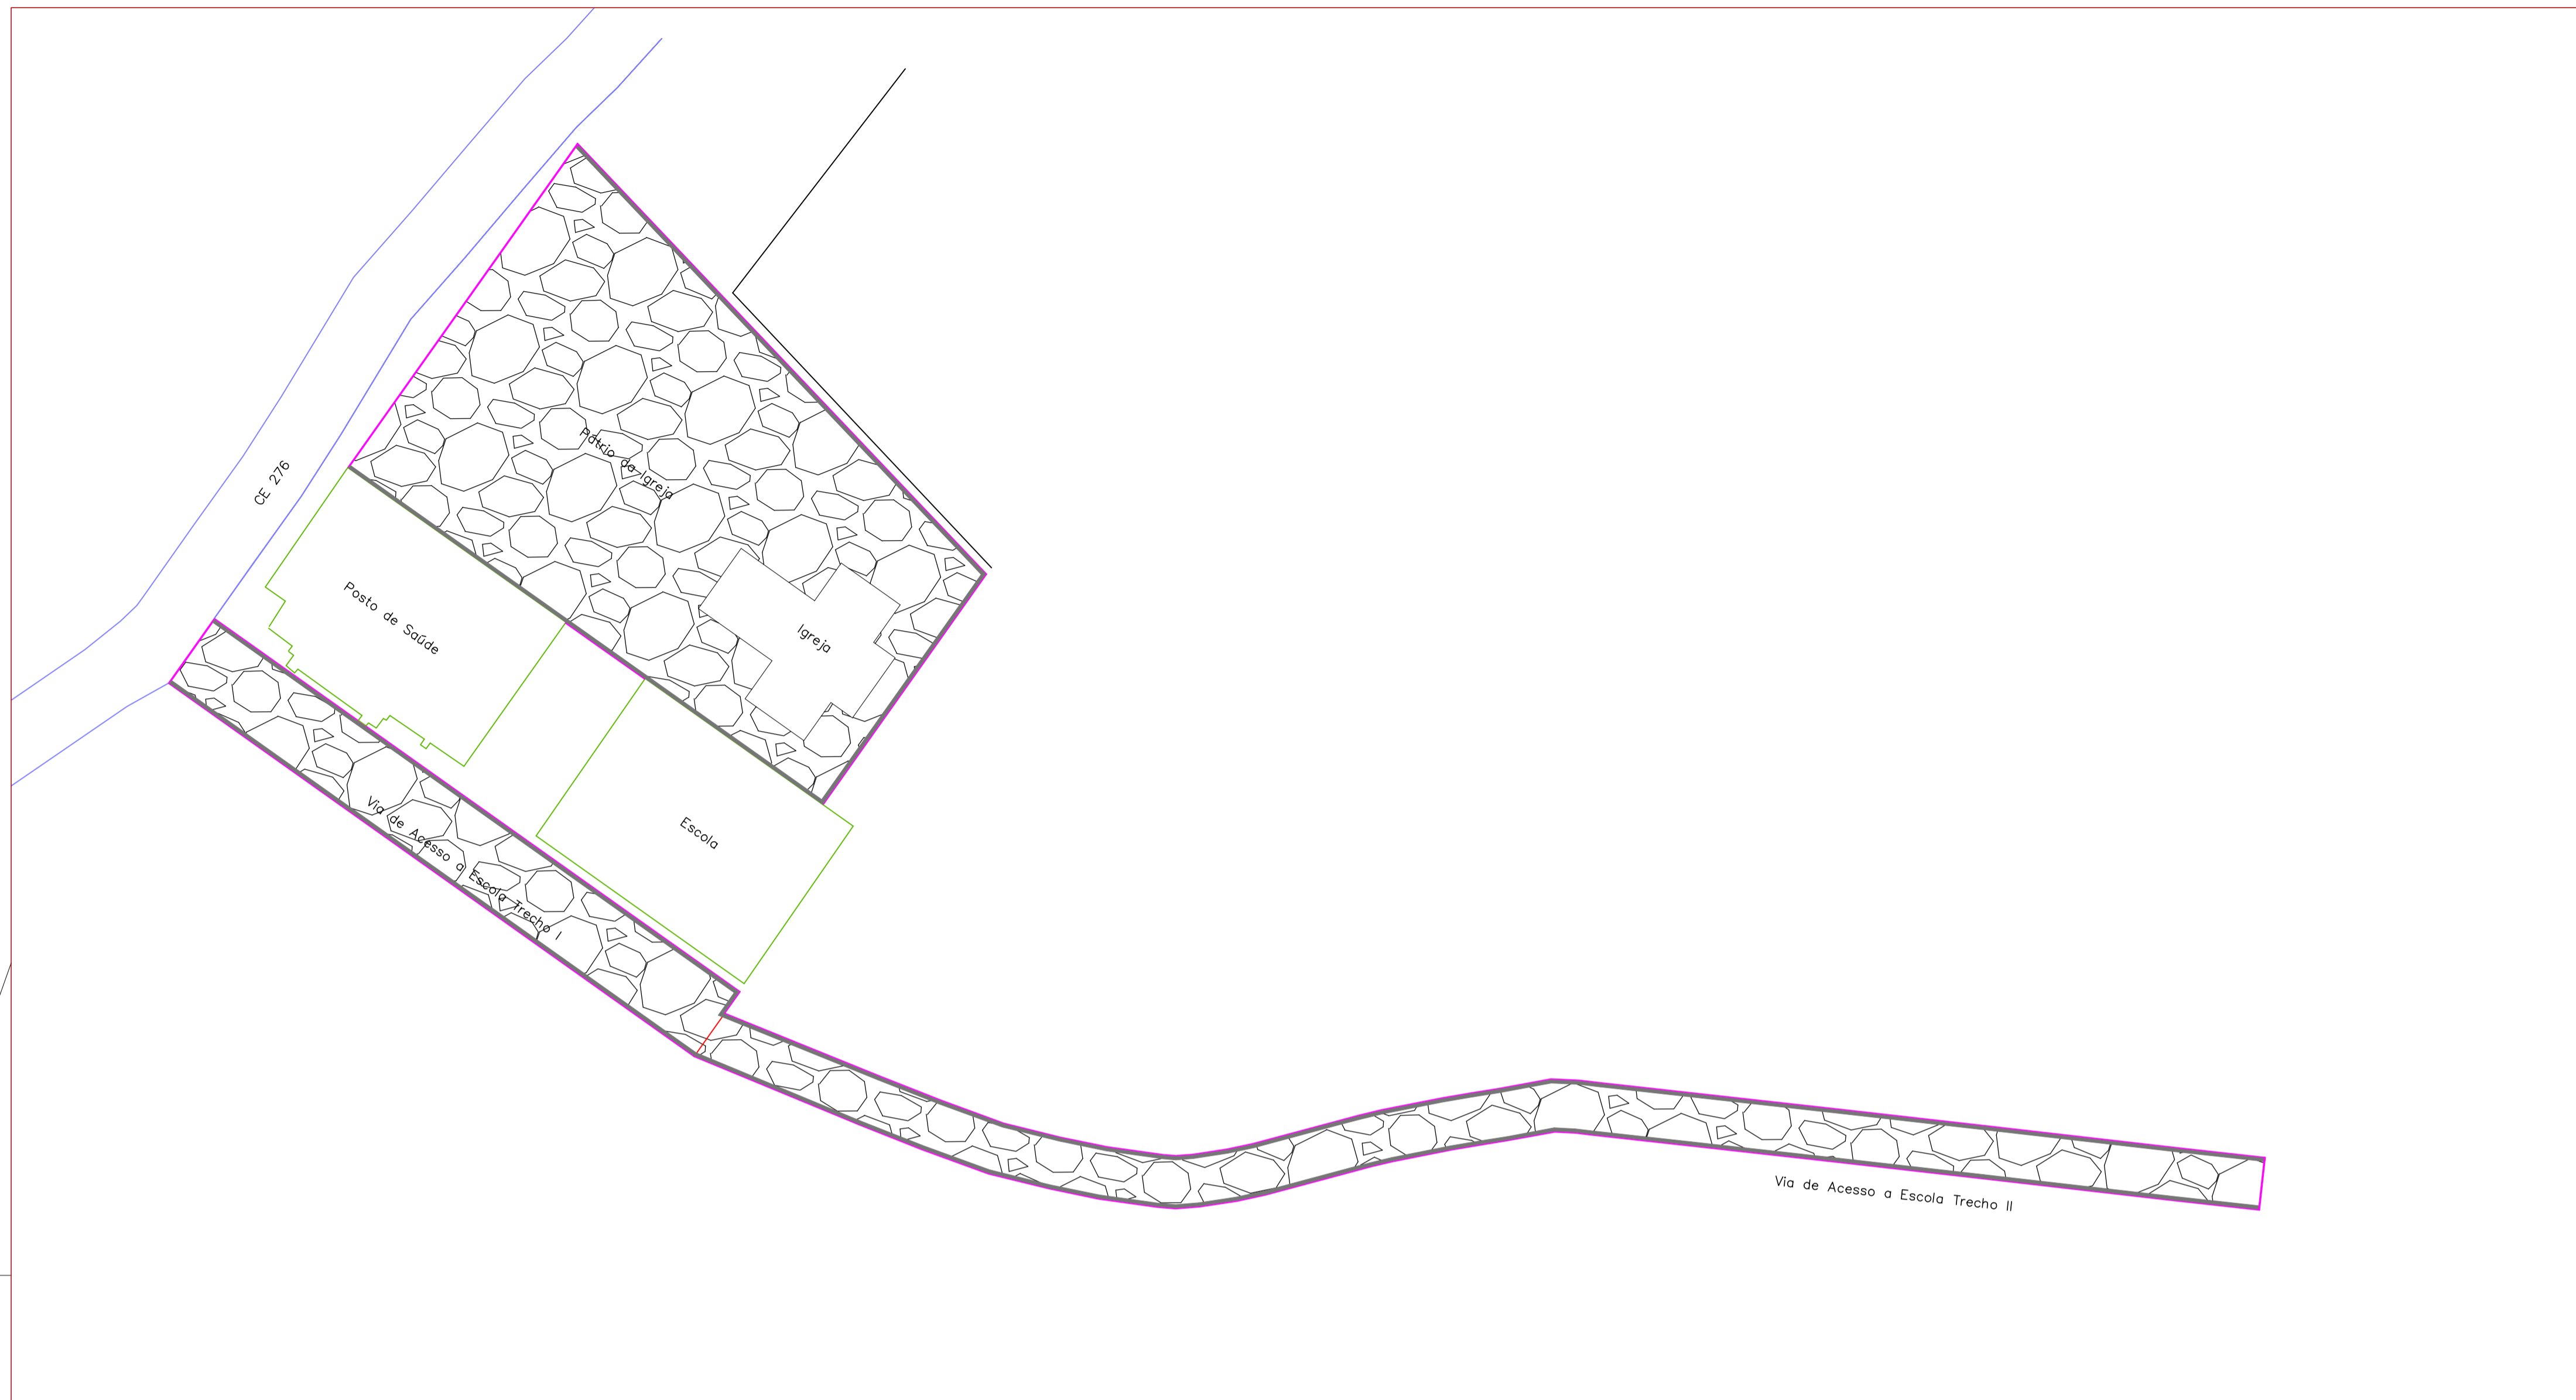 CE 276
Pátrio da Igreja
Posto de Saúde
Igreja
Escola
Via de Acesso a Escola Trecho I
Via de Acesso a Escola Trecho II